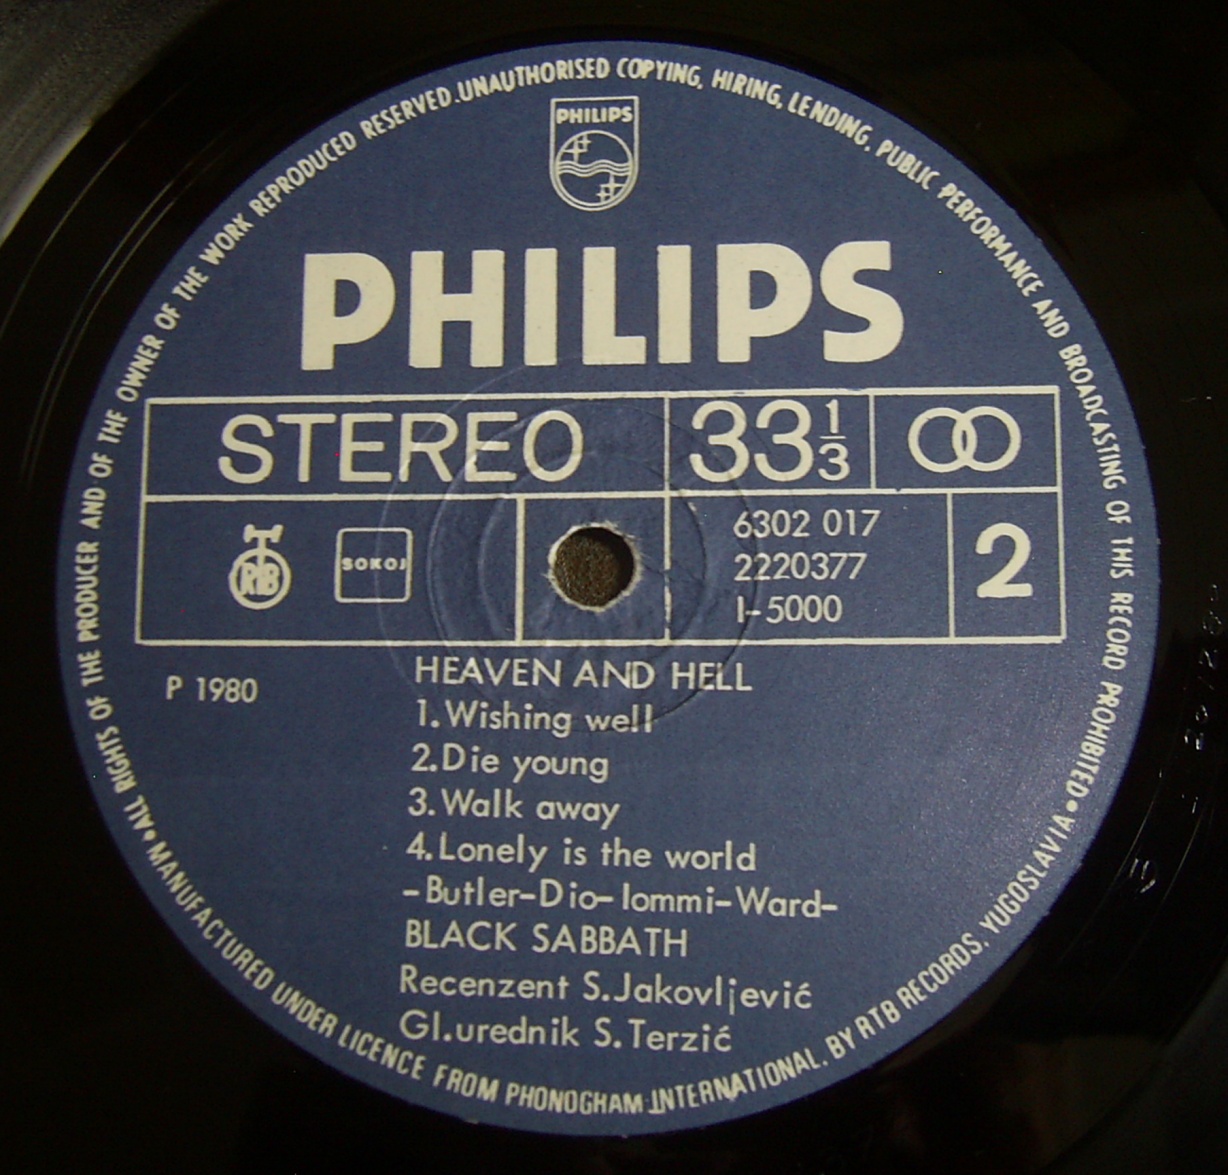 •ALL RIGHTS OF THE PRODUCER AND OF THE OWNER OF THE WORK REPRODUCED RESERVED.UNAUTHORISED COPYING, HIRING, LENDING, PUBLIC PERFORMANCE AND BROADCASTING OF THIS RECORD PROHIBITED•
PHILIPS
PHILIPS
STEREO 33 1/3
RTB SOKOJ
6302 017
2220377
I-5000
2
P 1980
HEAVEN AND HELL
1.Wishing well
2.Die young
3.Walk away
4.Lonely is the world
-Butler-Dio-Iommi-Ward-
BLACK SABBATH
Recenzent S.Jakovljević
Gl.urednik S.Terzić
MANUFACTURED UNDER LICENCE FROM PHONOGHAM INTERNATIONAL. BY RTB RECORDS. YUGOSLAVIA